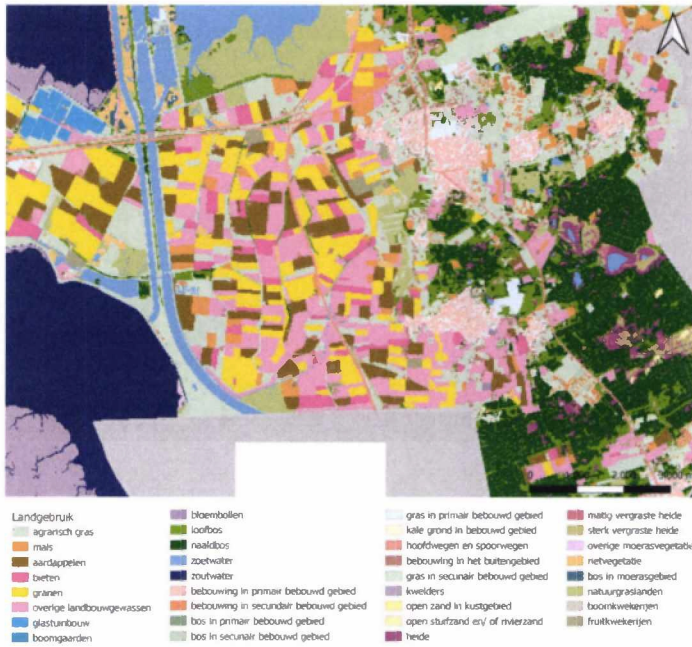 Landgebruik
agrarisch gras
mais
aardappelen
bieten
granen
overige landbouwgewassen
glastuinbouw
boomgaarden
bloembollen
loofbos
naaldbos
zoetwater
zoutwater
bebouwing in primair bebouwd gebied
bebouwing in secundair bebouwd gebied
bos in primair bebouwd gebied
bos in secunair bebouwd gebied
gras in primair bebouwd gebied
kale grond in bebouwd gebied
hoofdwegen en spoorwegen
bebouwing in het buitengebied
gras in secunair bebouwd gebied
kwelders
open zand in kustgebied
open stuifzand en/ of rivierzand
heide
matig vergraste heide
sterk vergraste heide
overige moerasvegetatie
rietvegetatie
bos in moerasgebied
natuurgraslanden
boomkwekerijen
fruitkwekerijen